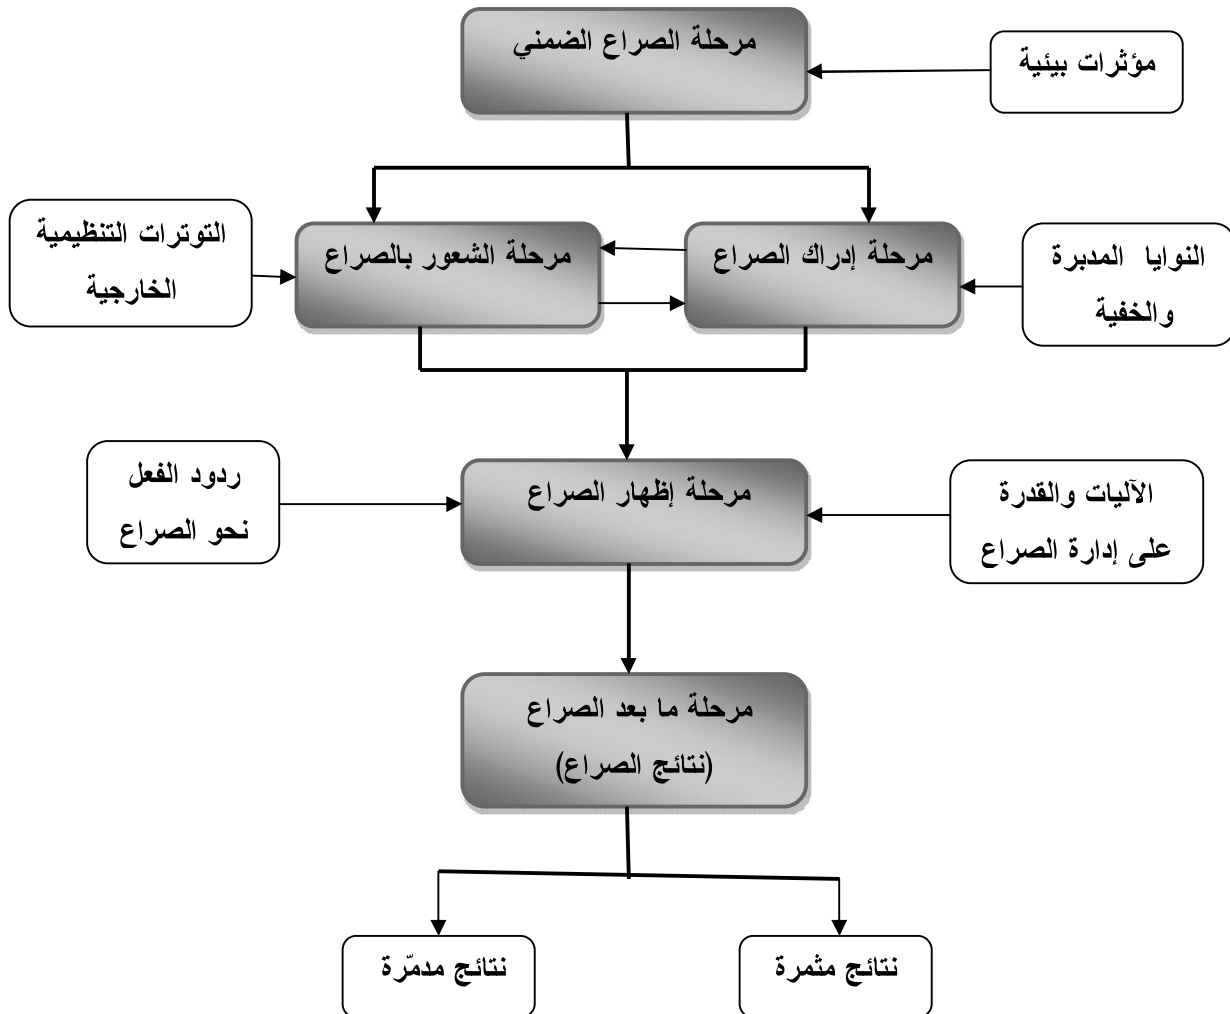 مرحلة الصراع الضمني
مؤثرات بيئية
النوايا المدبرة
والخفية
مرحلة إدراك الصراع
مرحلة الشعور بالصراع
التوترات التنظيمية
الخارجية
الآليات والقدرة
على إدارة الصراع
مرحلة إظهار الصراع
ردود الفعل
نحو الصراع
مرحلة ما بعد الصراع
(نتائج الصراع)
نتائج مثمرة
نتائج مدمّرة